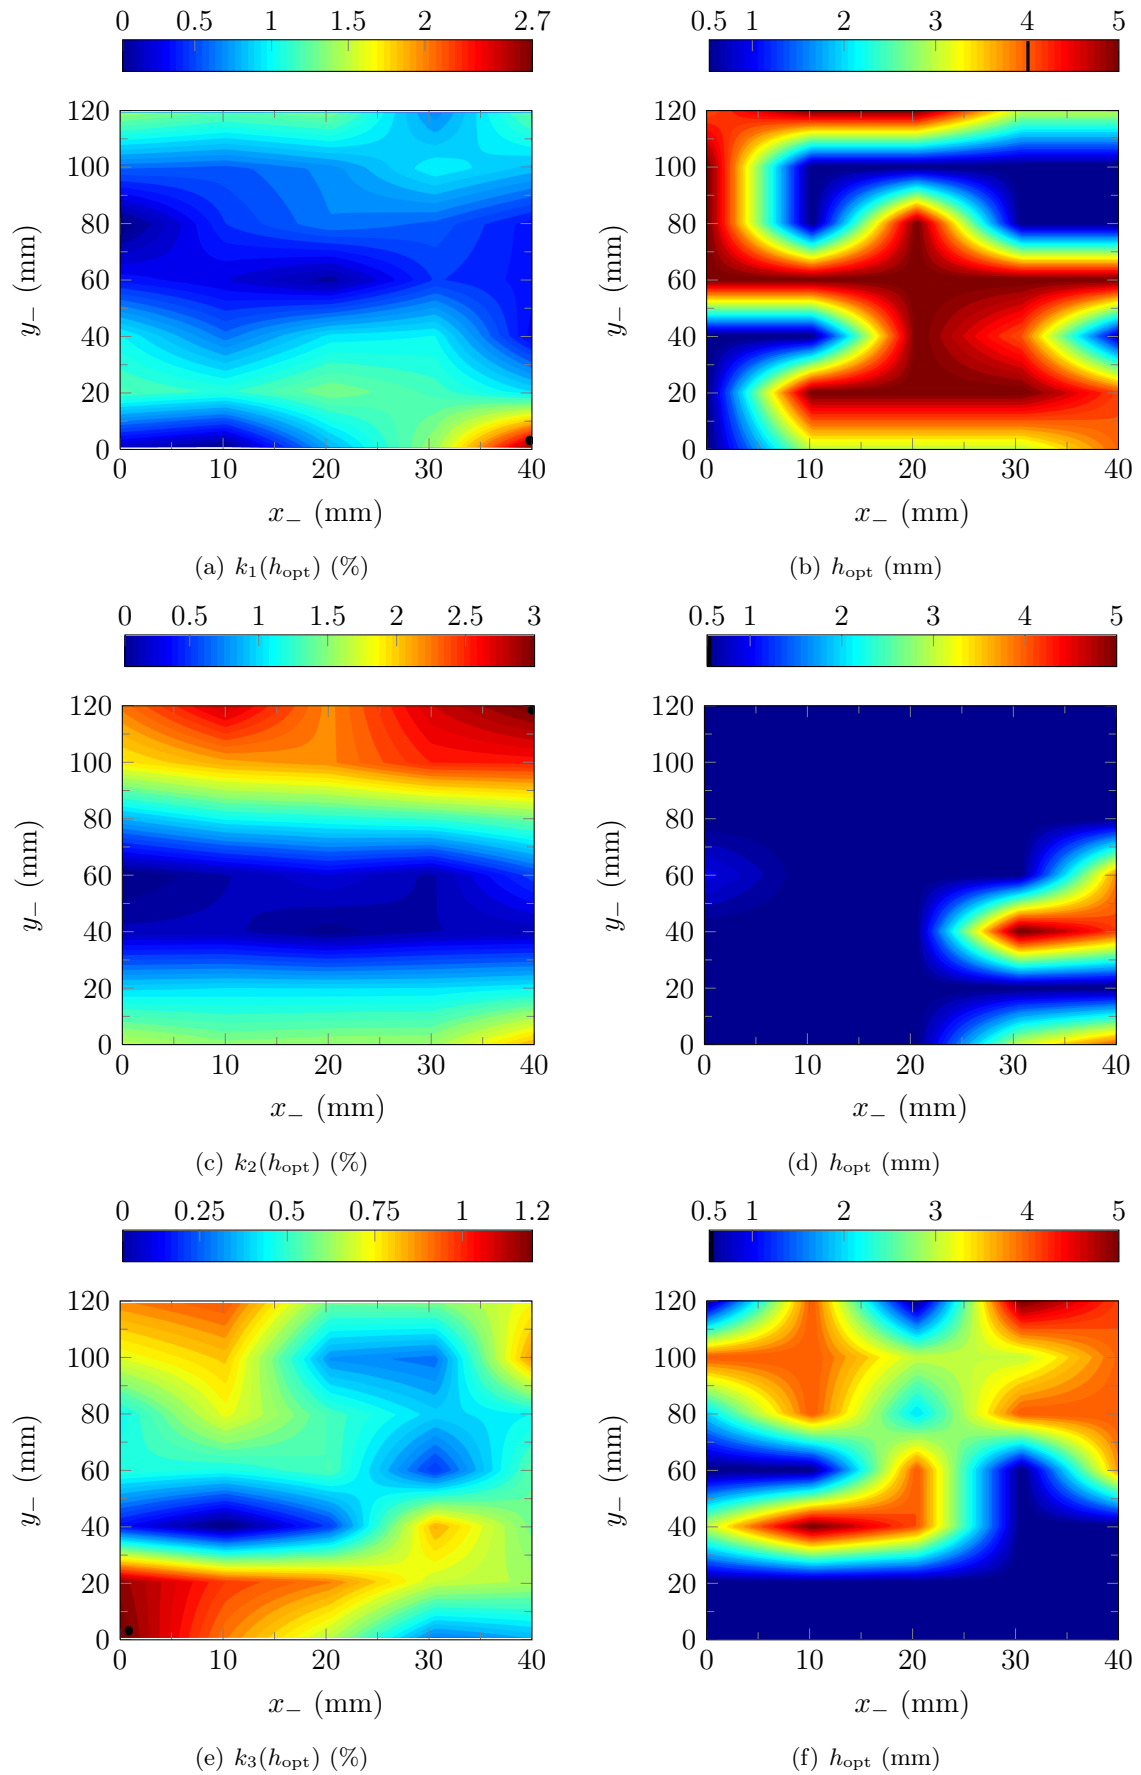 0 0.5 1 1.5 2 2.7
0.5 1 2 3 4 5
120
100
80
60
40
20
0
y− (mm)
0 10 20 30 40
x− (mm)
120
100
80
60
40
20
0
y− (mm)
0 10 20 30 40
x− (mm)
(a) k1(hopt) (%)
(b) hopt (mm)
0 0.5 1 1.5 2 2.5 3
0.5 1 2 3 4 5
120
100
80
60
40
20
0
y− (mm)
0 10 20 30 40
x− (mm)
120
100
80
60
40
20
0
y− (mm)
0 10 20 30 40
x− (mm)
(c) k2(hopt) (%)
(d) hopt (mm)
0 0.25 0.5 0.75 1 1.2
0.5 1 2 3 4 5
120
100
80
60
40
20
0
y− (mm)
0 10 20 30 40
x− (mm)
120
100
80
60
40
20
0
y− (mm)
0 10 20 30 40
x− (mm)
(e) k3(hopt) (%)
(f) hopt (mm)